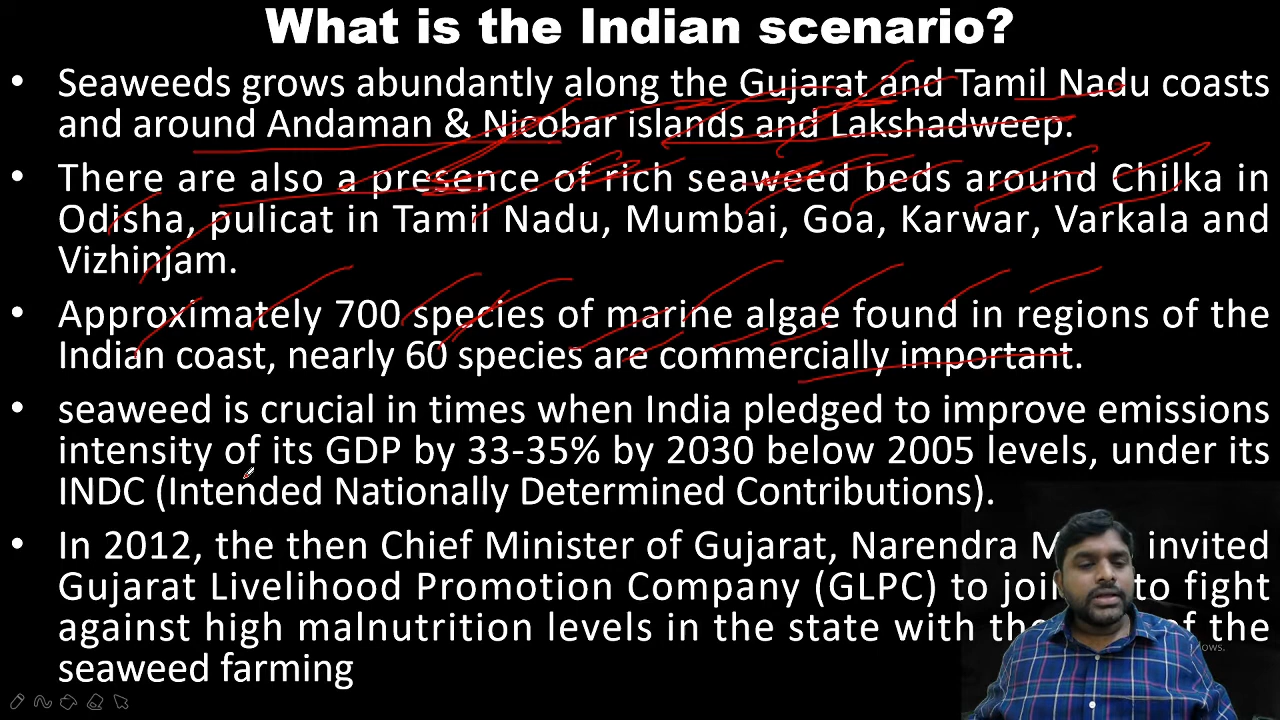 What is the Indian scenario?
• Seaweeds grows abundantly along the Gujarat and Tamil Nadu coasts
and around Andaman & Nicobar islands and Lakshadweep.
• There are also a presence of rich seaweed beds around Chilka in
Odisha, pulicat in Tamil Nadu, Mumbai, Goa, Karwar, Varkala and
Vizhinjam.
• Approximately 700 species of marine algae found in regions of the
Indian coast, nearly 60 species are commercially important.
• seaweed is crucial in times when India pledged to improve emissions
intensity of its GDP by 33-35% by 2030 below 2005 levels, under its
INDC (Intended Nationally Determined Contributions).
• In 2012, the then Chief Minister of Gujarat, Narendra invited
Gujarat Livelihood Promotion Company (GLPC) to to fight
against high malnutrition levels in the state with of the
seaweed farming